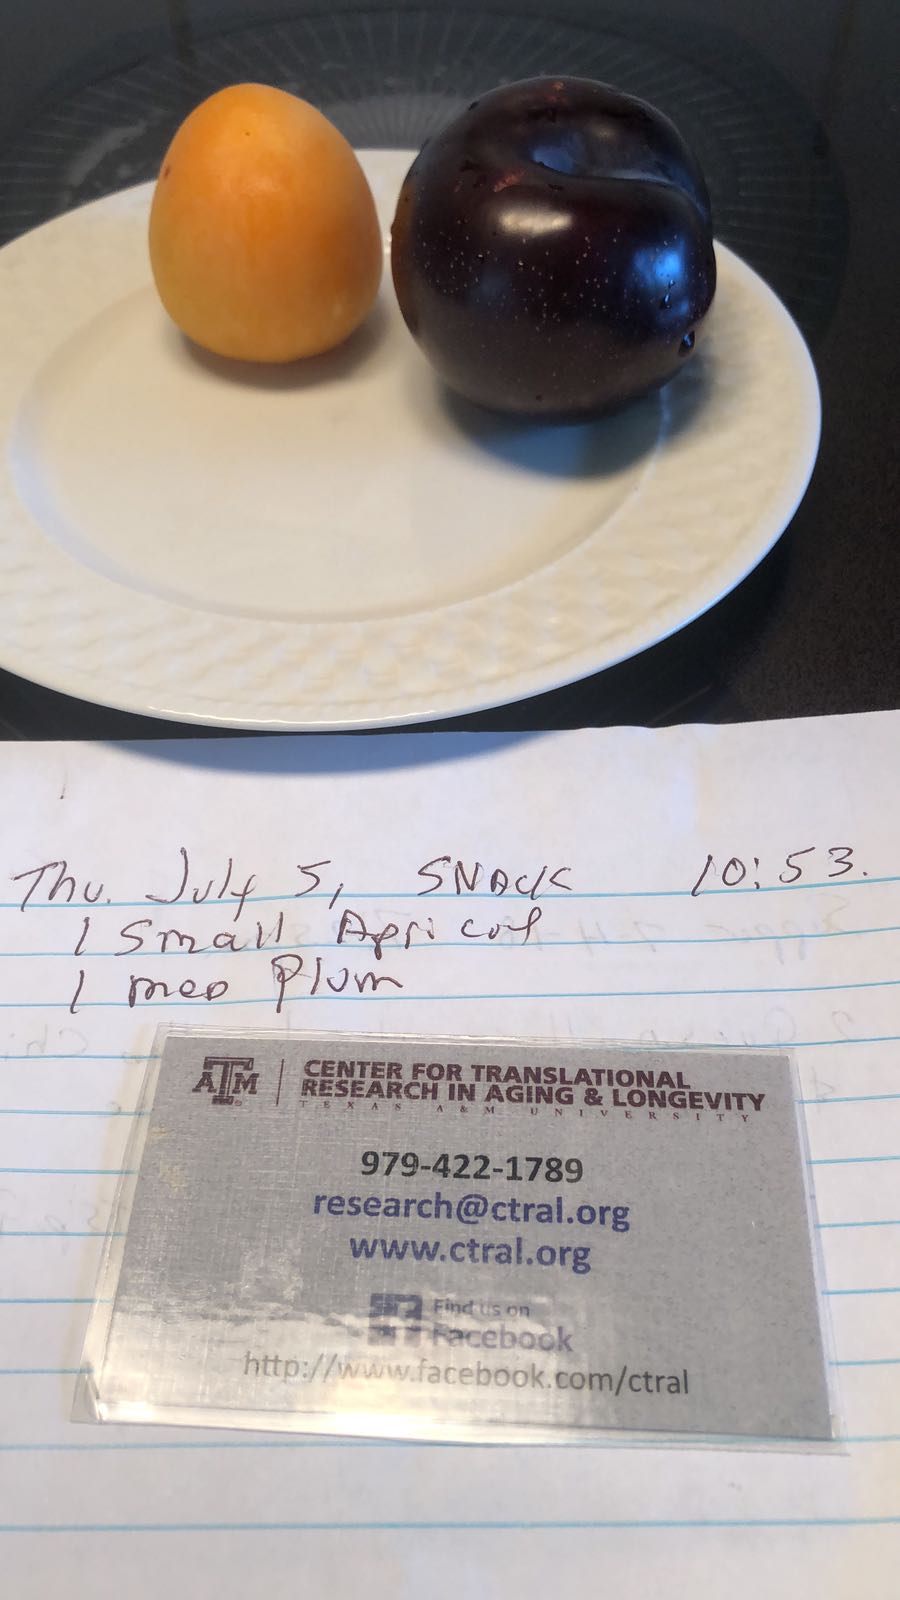 Thu. July 5, SNACK 10:53.
1 Small Apricot
1 med Plum
ATM
CENTER FOR TRANSLATIONAL
RESEARCH IN AGING & LONGEVITY
TEXAS A&M UNIVERSITY
979-422-1789
research@ctral.org
www.ctral.org
Find us on
Facebook
http://www.facebook.com/ctral